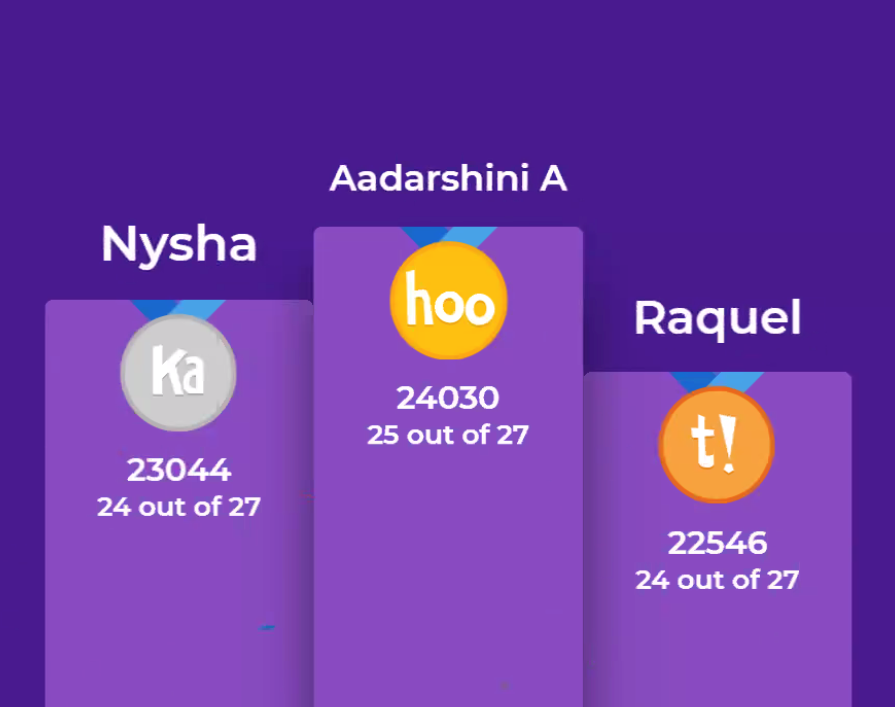 Aadarshini A
Nysha
Raquel
Ka
hoo
t!
23044
24 out of 27
24030
25 out of 27
22546
24 out of 27